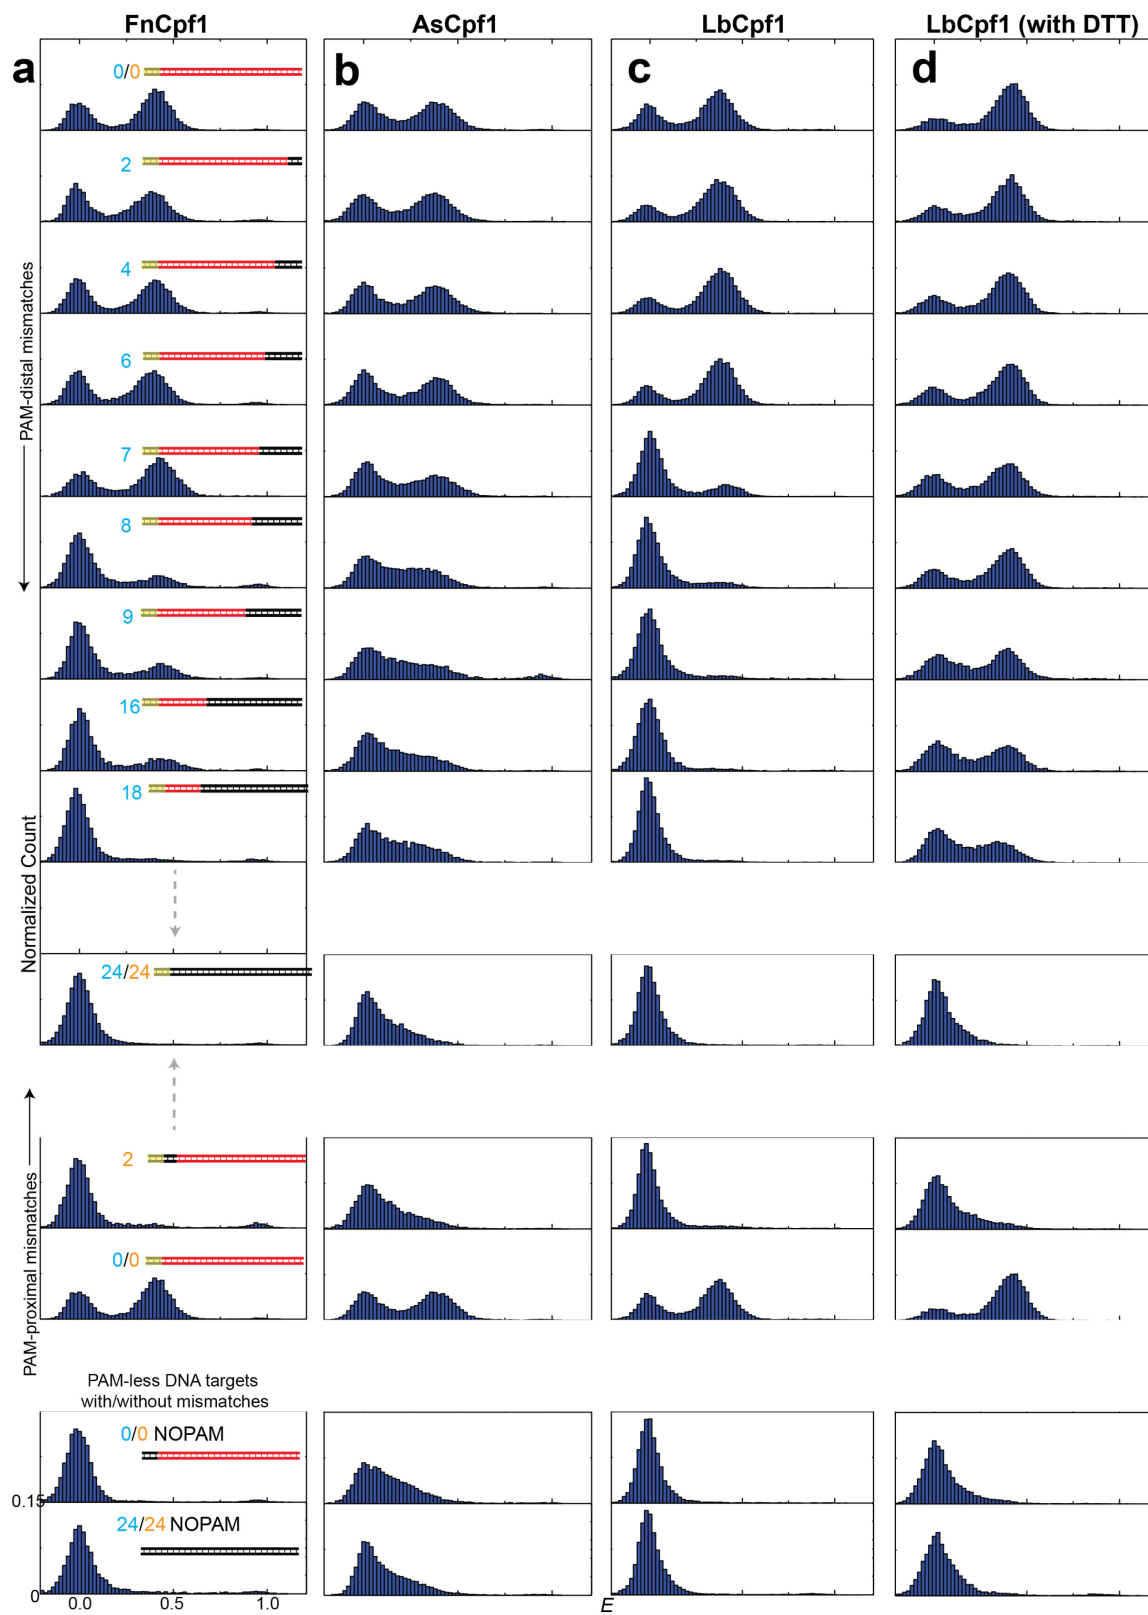 FnCpf1
AsCpf1
LbCpf1
LbCpf1 (with DTT)
a
b
c
d
0/0
2
4
6
7
8
9
16
18
24/24
2
0/0
PAM-distal mismatches
Normalized Count
PAM-proximal mismatches
PAM-less DNA targets
with/without mismatches
0/0 NOPAM
0.15
24/24 NOPAM
0
0.0
0.5
1.0
E